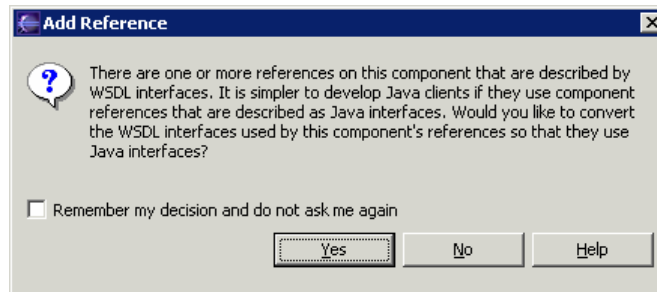 Add Reference
There are one or more references on this component that are described by
WSDL interfaces. It is simpler to develop Java clients if they use component
references that are described as Java interfaces. Would you like to convert
the WSDL interfaces used by this component's references so that they use
Java interfaces?
Remember my decision and do not ask me again
Yes No Help